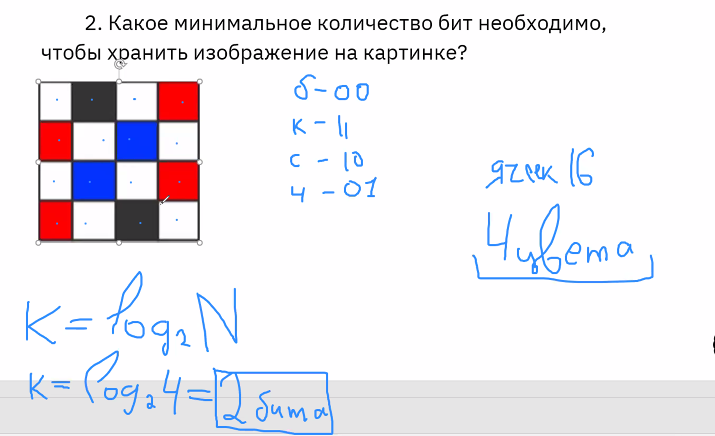 2. Какое минимальное количество бит необходимо,
чтобы хранить изображение на картинке?
б - 00
к - 11
с - 10
ч - 01
ячеек 16
4 цвета
K = log₂ N
K = log₂ 4 = 2 бита